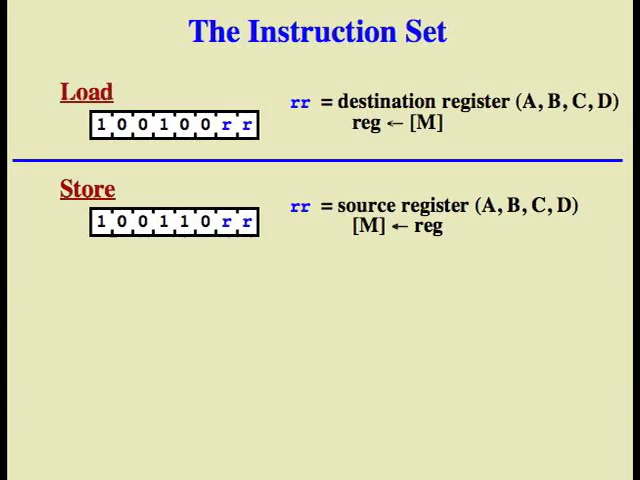 The Instruction Set
Load
1 0 0 1 0 0 r r
rr = destination register (A, B, C, D)
reg ← [M]
Store
1 0 0 1 1 0 r r
rr = source register (A, B, C, D)
[M] ← reg